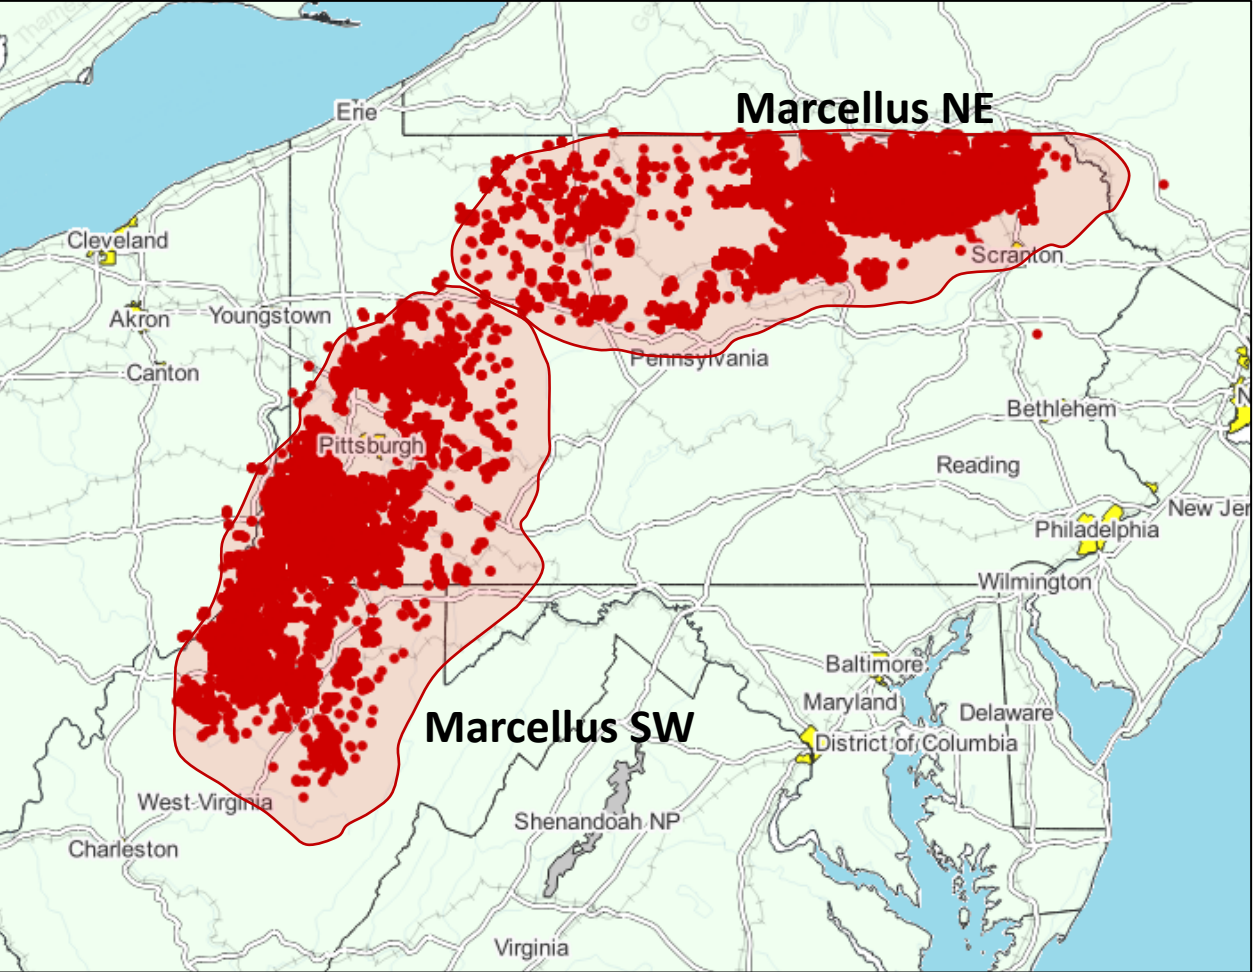 Thames
Marcellus NE
Erie
Cleveland
Scranton
Akron
Youngstown
Pennsylvania
Canton
Bethlehem
Pittsburgh
Reading
New Jer
Philadelphia
Wilmington
Baltimore
Maryland
Delaware
Marcellus SW
District of Columbia
West Virginia
Shenandoah NP
Charleston
Virginia